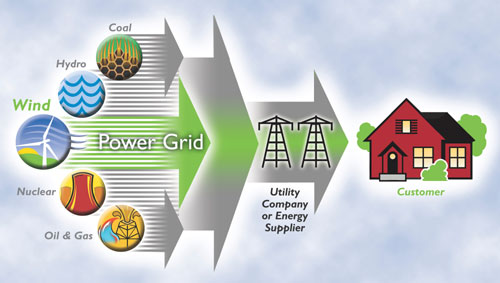 Coal
Hydro
Wind
Power Grid
Nuclear
Oil & Gas
Utility
Company
or Energy
Supplier
Customer